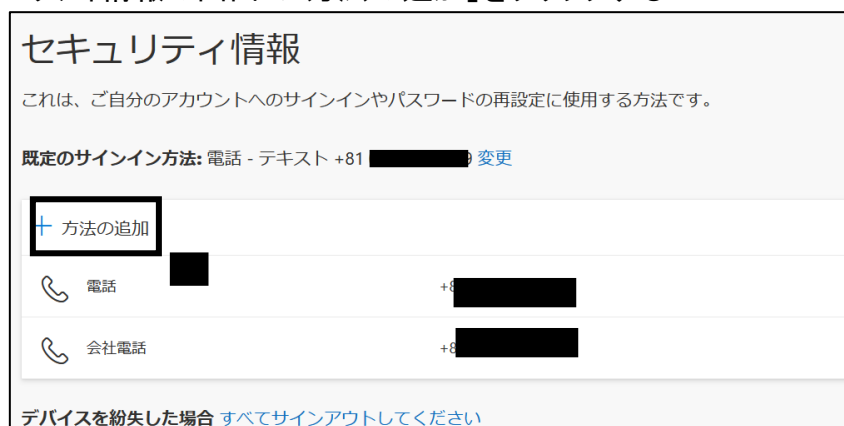 セキュリティ情報
これは、ご自分のアカウントへのサインインやパスワードの再設定に使用する方法です。
既定のサインイン方法: 電話 - テキスト +81 変更
+ 方法の追加
電話 +8
会社電話 +8
デバイスを紛失した場合 すべてサインアウトしてください